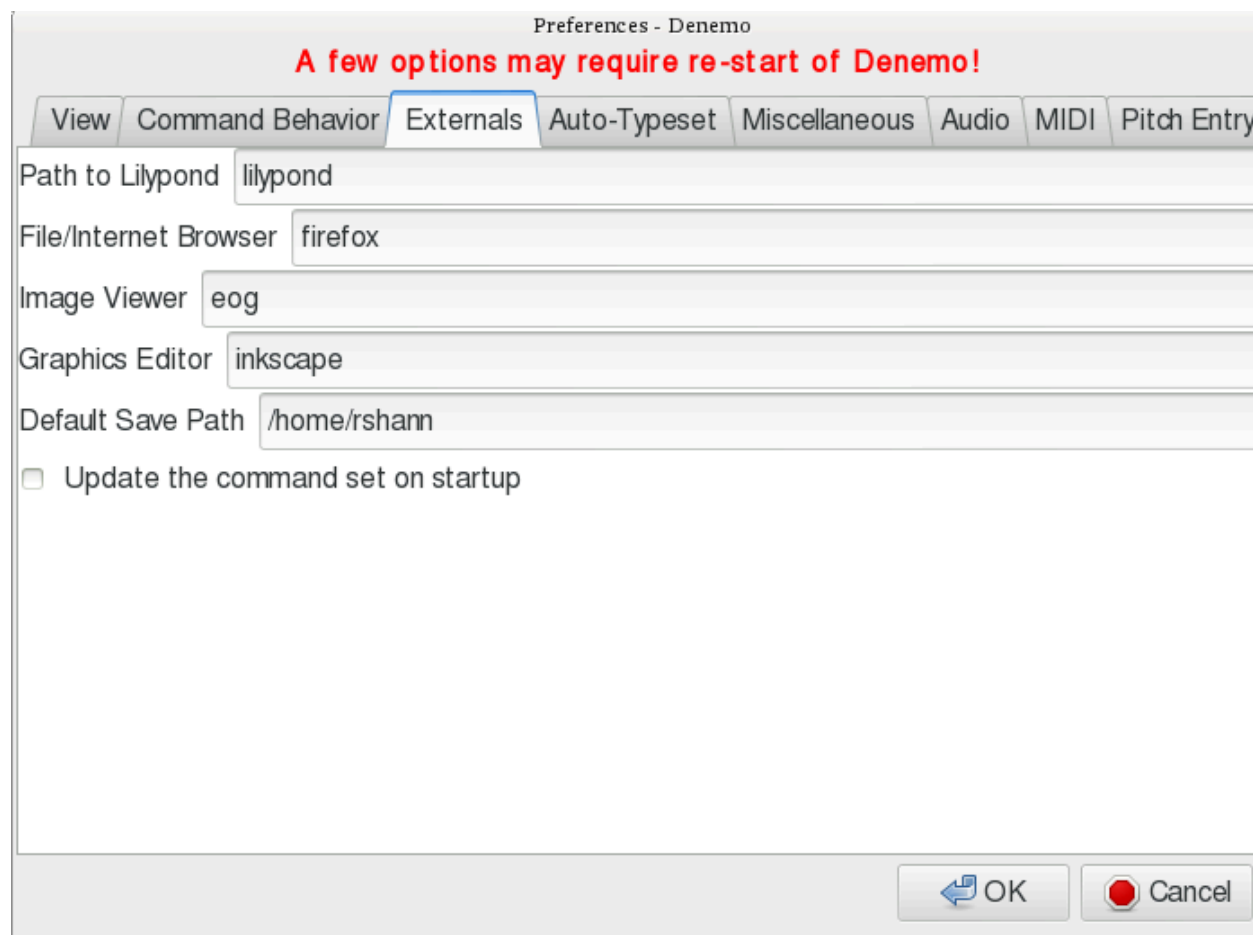 Preferences - Denemo
A few options may require re-start of Denemo!
View Command Behavior Externals Auto-Typeset Miscellaneous Audio MIDI Pitch Entry
Path to Lilypond lilypond
File/Internet Browser firefox
Image Viewer eog
Graphics Editor inkscape
Default Save Path /home/rshann
Update the command set on startup
OK Cancel